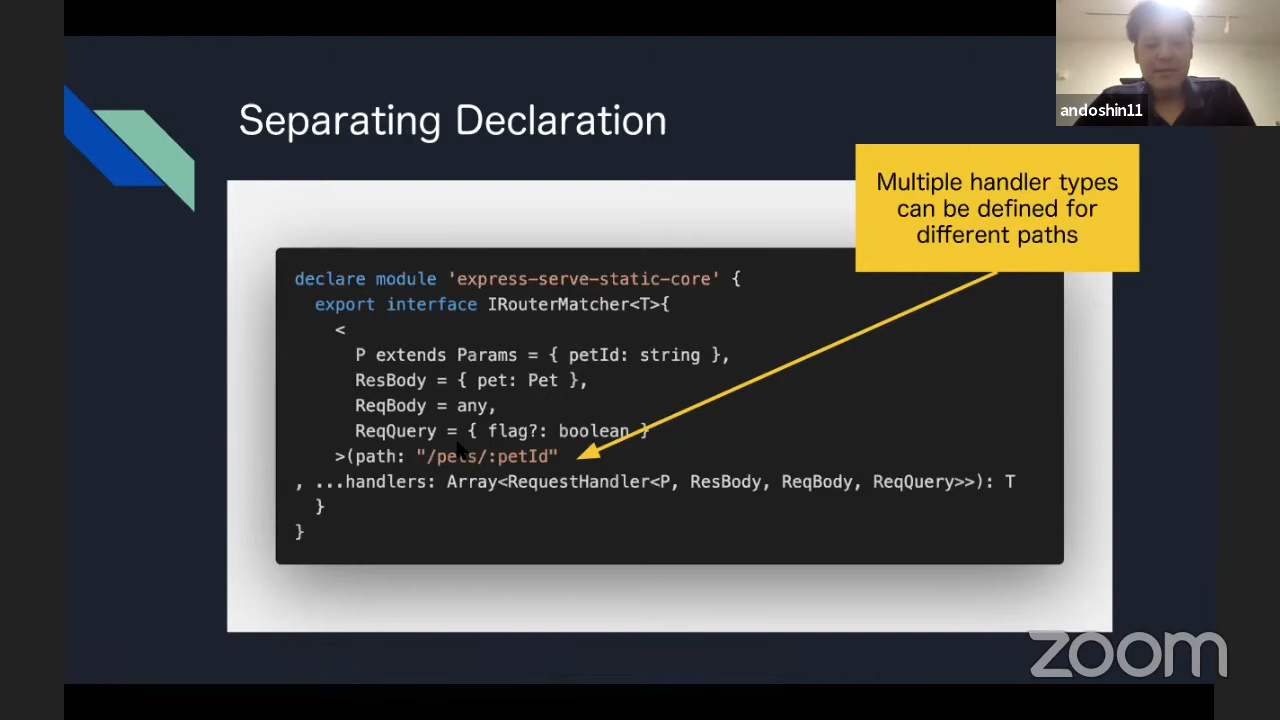 andoshin11
Separating Declaration
Multiple handler types
can be defined for
different paths
declare module 'express-serve-static-core' {
export interface IRouterMatcher<T>{
<
P extends Params = { petId: string },
ResBody = { pet: Pet },
ReqBody = any,
ReqQuery = { flag?: boolean }
>(path: "/pets/:petId"
, ...handlers: Array<RequestHandler<P, ResBody, ReqBody, ReqQuery>>): T
}
}
zoom